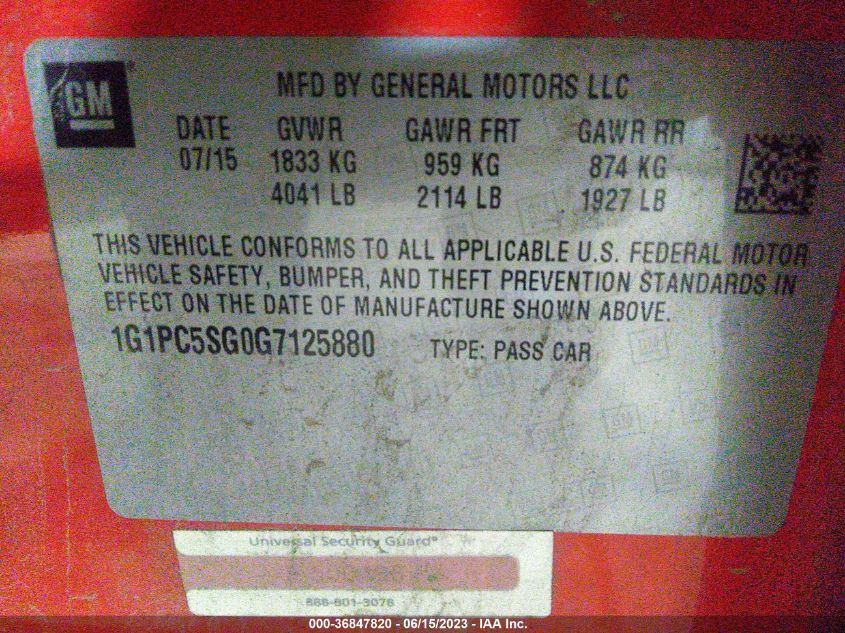 GM
MFD BY GENERAL MOTORS LLC
DATE GVWR GAWR FRT GAWR RR
07/15 1833 KG 959 KG 874 KG
4041 LB 2114 LB 1927 LB
THIS VEHICLE CONFORMS TO ALL APPLICABLE U.S. FEDERAL MOTOR
VEHICLE SAFETY, BUMPER, AND THEFT PREVENTION STANDARDS IN
EFFECT ON THE DATE OF MANUFACTURE SHOWN ABOVE.
1G1PC5SG0G7125880 TYPE: PASS CAR
Universal Security Guard®
888-601-3076
000-36847820 - 06/15/2023 - IAA Inc.